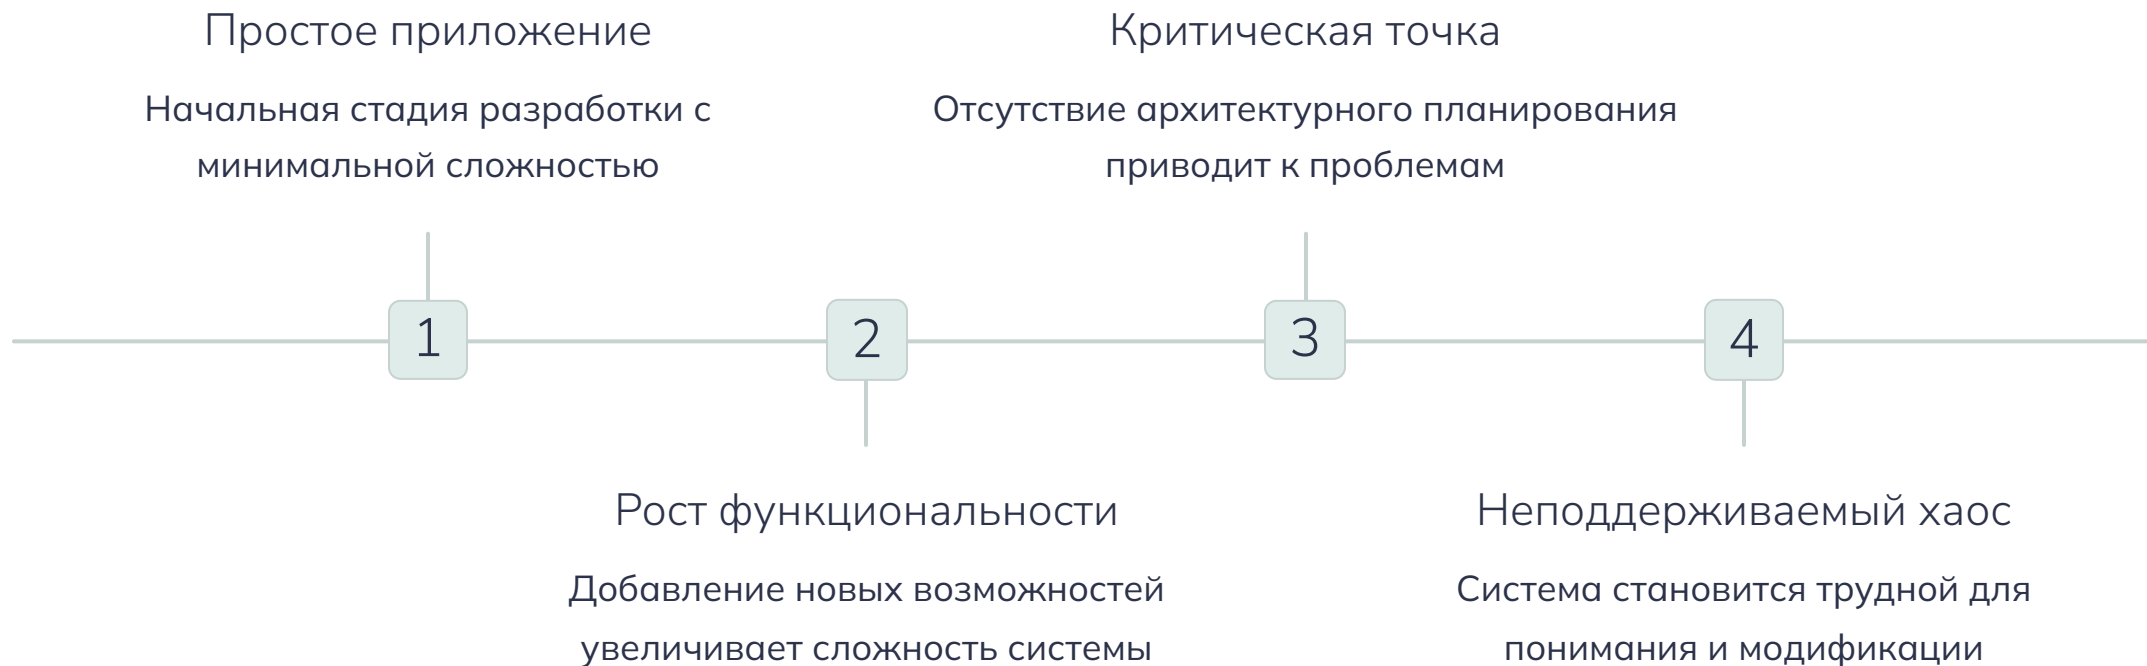 Простое приложение
Начальная стадия разработки с
минимальной сложностью
Критическая точка
Отсутствие архитектурного планирования
приводит к проблемам
1
2
3
4
Рост функциональности
Добавление новых возможностей
увеличивает сложность системы
Неподдерживаемый хаос
Система становится трудной для
понимания и модификации